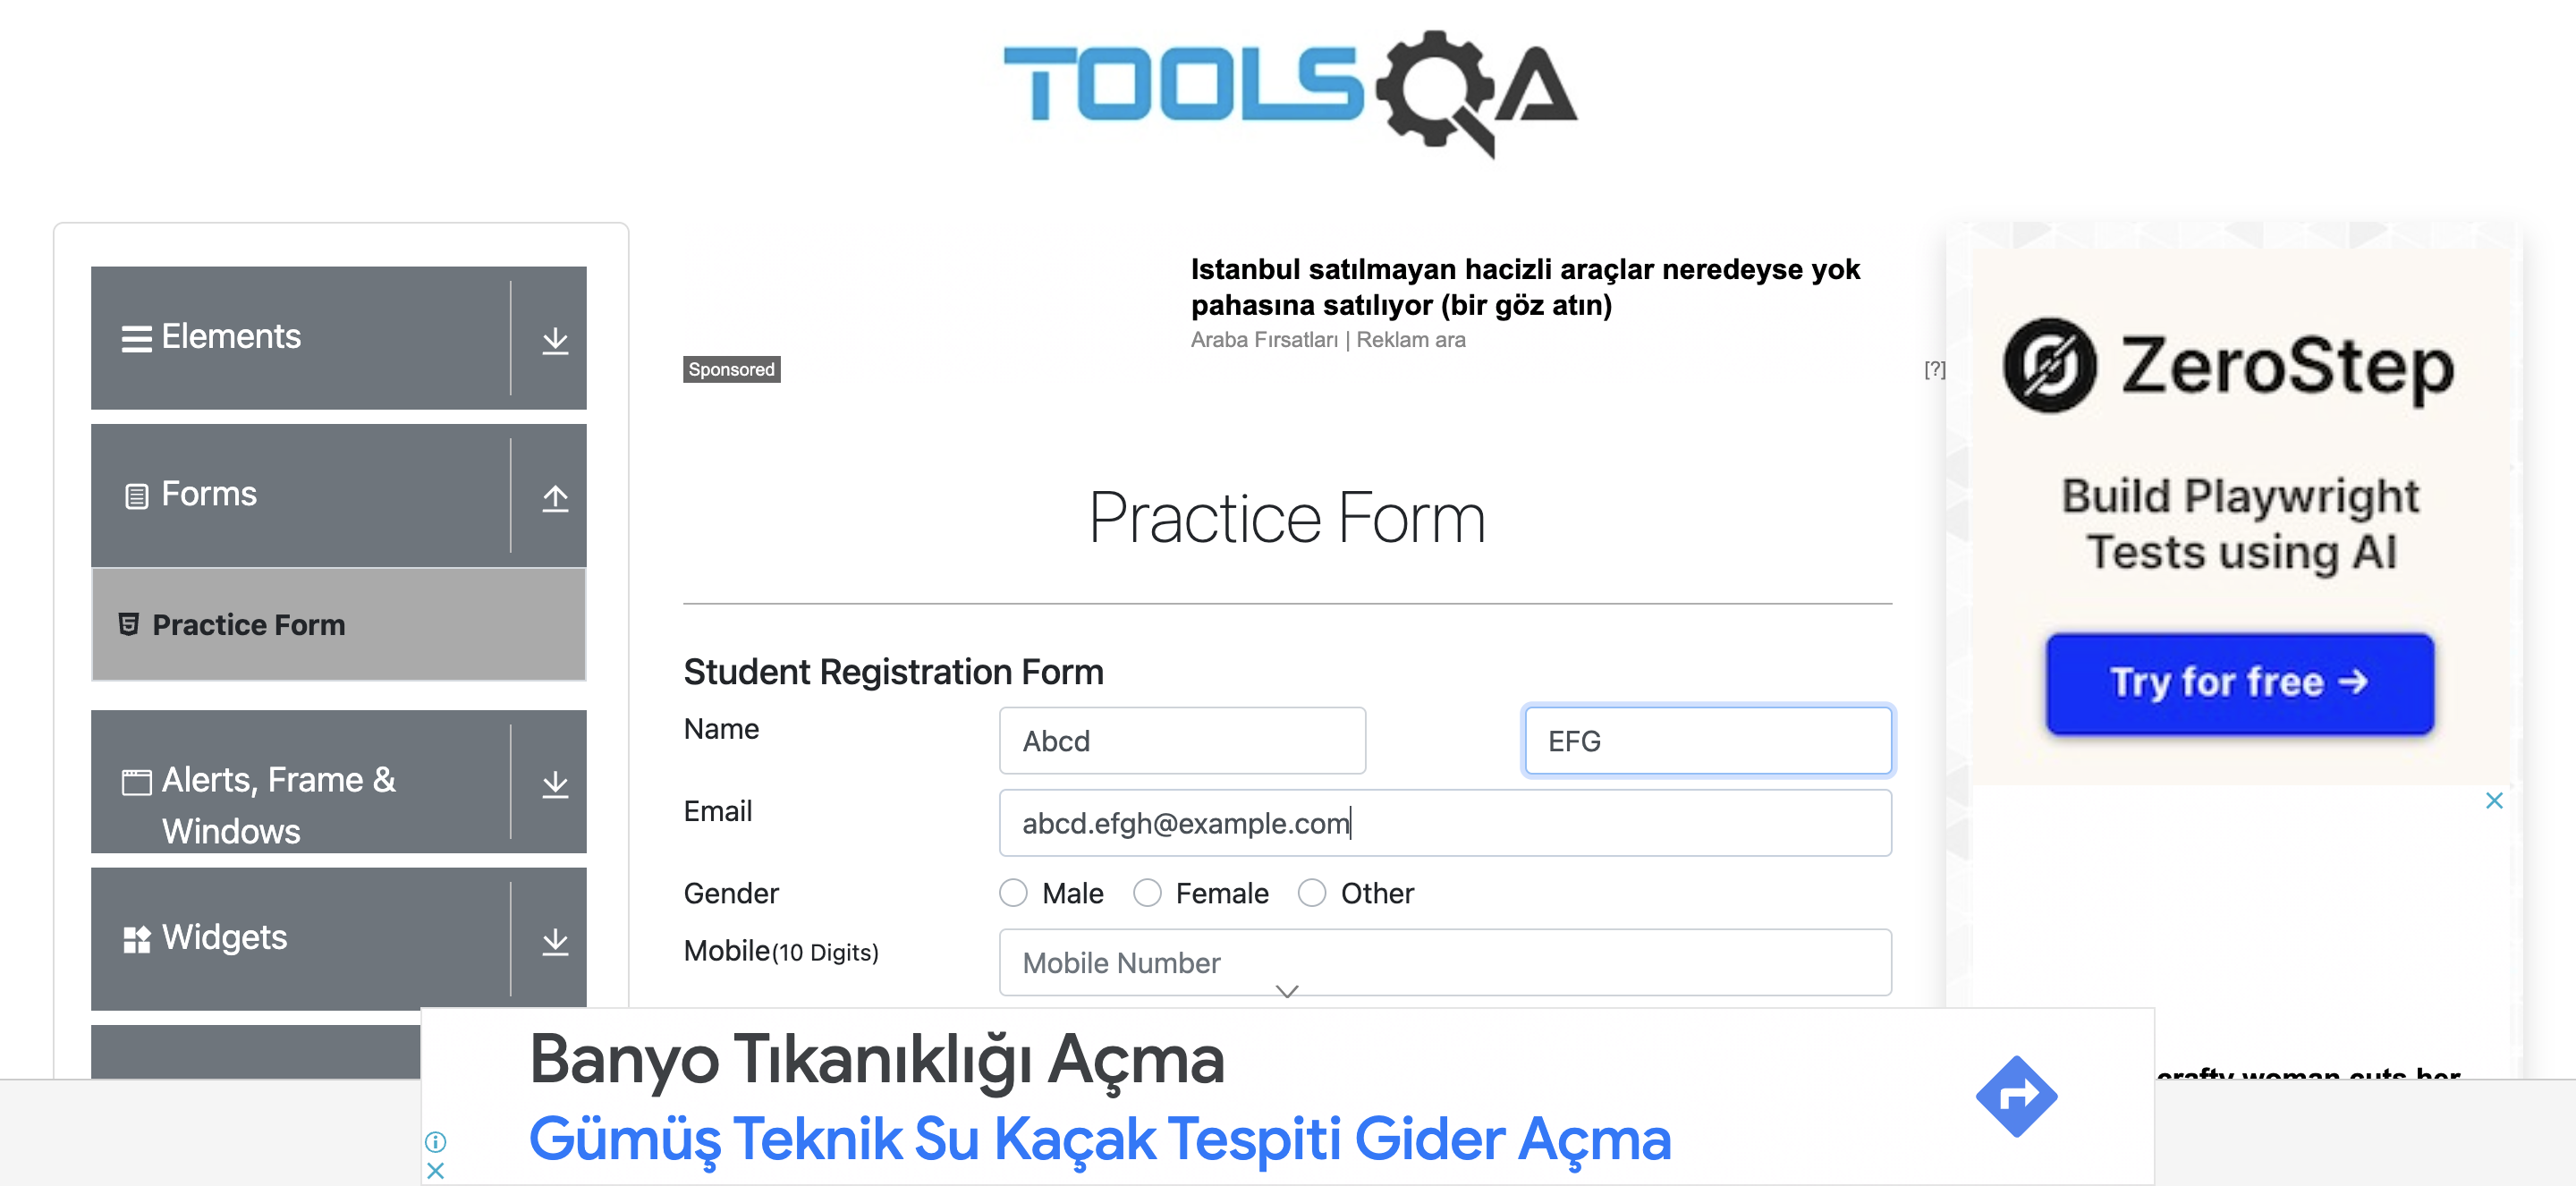 TOOLSQA
Elements
Forms
Practice Form
Alerts, Frame &
Windows
Widgets
Istanbul satılmayan hacizli araçlar neredeyse yok
pahasına satılıyor (bir göz atın)
Araba Fırsatları | Reklam ara
Sponsored
[?]
Practice Form
Student Registration Form
Name
Abcd
EFG
Email
abcd.efgh@example.com
Gender
Male
Female
Other
Mobile(10 Digits)
Mobile Number
ZeroStep
Build Playwright
Tests using AI
Try for free →
crafty woman cuts her
Banyo Tıkanıklığı Açma
Gümüş Teknik Su Kaçak Tespiti Gider Açma